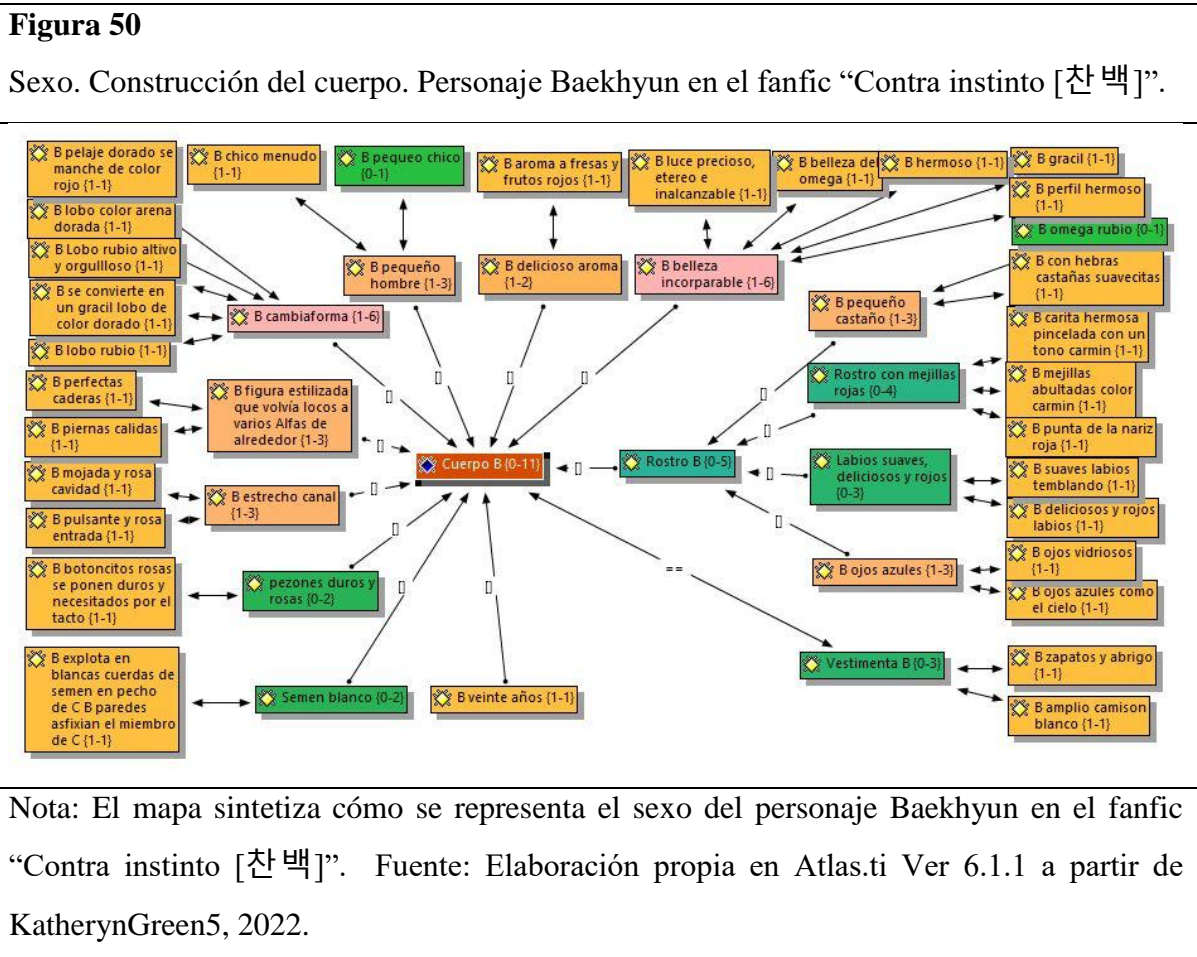 Figura 50
Sexo. Construcción del cuerpo. Personaje Baekhyun en el fanfic “Contra instinto [찬백]”.
B pelaje dorado se
manche de color
rojo {1-1}
B chico menudo
{1-1}
B pequeo chico
{0-1}
B aroma a fresas y
frutos rojos {1-1}
B luce precioso,
etereo e
inalcanzable {1-1}
B belleza del
omega {1-1}
B hermoso {1-1}
B gracil {1-1}
B perfil hermoso
{1-1}
B omega rubio {0-1}
B lobo color arena
dorada {1-1}
B Lobo rubio altivo
y orgullloso {1-1}
B se convierte en
un gracil lobo de
color dorado {1-1}
B lobo rubio {1-1}
B cambiaforma {1-6}
B pequeño
hombre {1-3}
B delicioso aroma
{1-2}
B belleza
incorparable {1-6}
B pequeño
castaño {1-3}
B con hebras
castañas suavecitas
{1-1}
B carita hermosa
pincelada con un
tono carmin {1-1}
B mejillas
abultadas color
carmin {1-1}
B punta de la nariz
roja {1-1}
Rostro con mejillas
rojas {0-4}
B perfectas
caderas {1-1}
B piernas calidas
{1-1}
B figura estilizada
que volvía locos a
varios Alfas de
alrededor {1-3}
B mojada y rosa
cavidad {1-1}
B pulsante y rosa
entrada {1-1}
B estrecho canal
{1-3}
Cuerpo B {0-11}
Rostro B {0-5}
Labios suaves,
deliciosos y rojos
{0-3}
B suaves labios
temblando {1-1}
B deliciosos y rojos
labios {1-1}
B botoncitos rosas
se ponen duros y
necesitados por el
tacto {1-1}
pezones duros y
rosas {0-2}
==
B ojos azules {1-3}
B ojos vidriosos
{1-1}
B ojos azules como
el cielo {1-1}
B explota en
blancas cuerdas de
semen en pecho
de C B paredes
asfixian el miembro
de C {1-1}
Semen blanco {0-2}
B veinte años {1-1}
Vestimenta B {0-3}
B zapatos y abrigo
{1-1}
B amplio camison
blanco {1-1}
Nota: El mapa sintetiza cómo se representa el sexo del personaje Baekhyun en el fanfic
“Contra instinto [찬백]”. Fuente: Elaboración propia en Atlas.ti Ver 6.1.1 a partir de
KatherynGreen5, 2022.